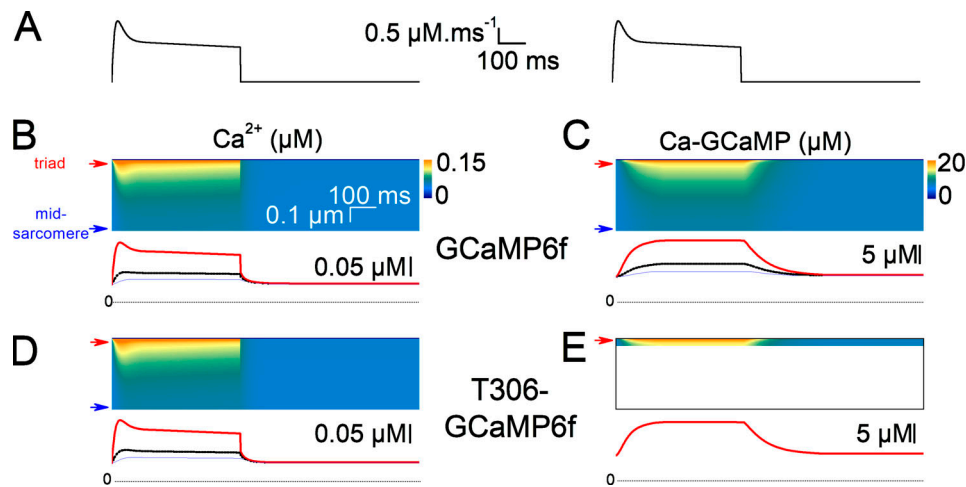 A
0.5 µM.ms⁻¹
100 ms
B
Ca²⁺ (µM)
C
Ca-GCaMP (µM)
triad
0.15
0
20
0
100 ms
0.1 µm
mid-
sarcomere
GCaMP6f
0.05 µM
5 µM
0
0
D
E
T306-
GCaMP6f
0.05 µM
5 µM
0
0